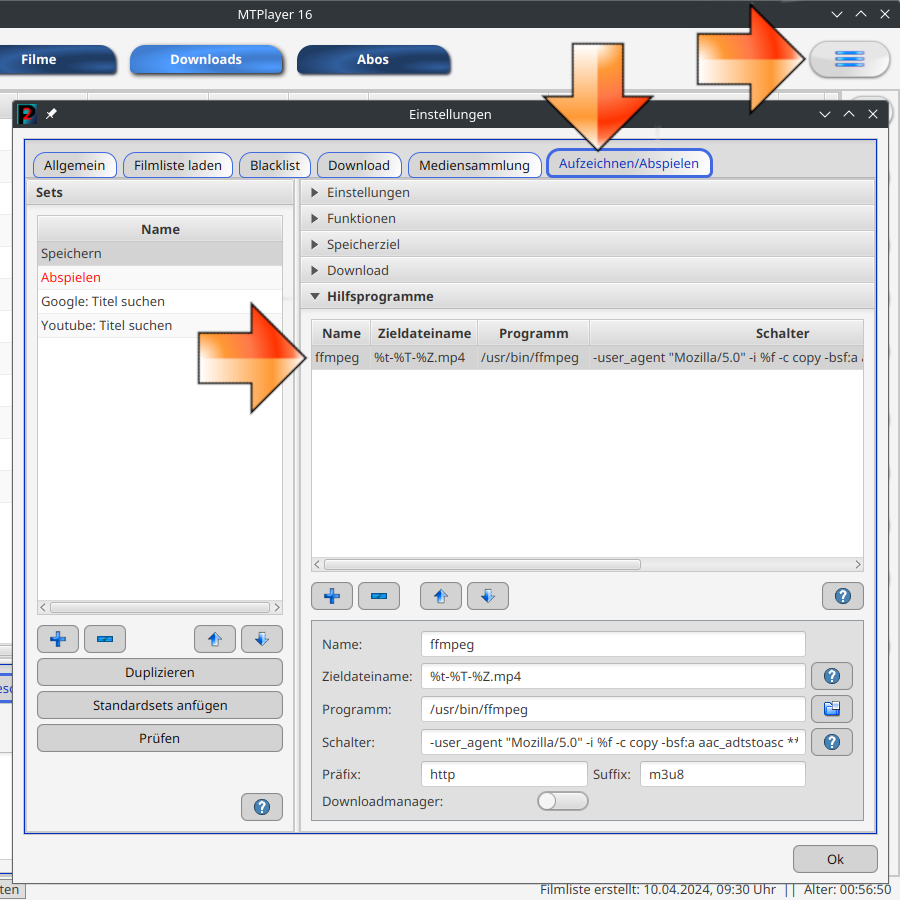 MTPlayer 16
Filme Downloads Abos
Einstellungen
Allgemein Filmliste laden Blacklist Download Mediensammlung Aufzeichnen/Abspielen
Sets
Name
Speichern
Abspielen
Google: Titel suchen
Youtube: Titel suchen
Duplizieren
Standardsets anfügen
Prüfen
Einstellungen
Funktionen
Speicherziel
Download
Hilfsprogramme
Name Zieldateiname Programm Schalter
ffmpeg %t-%T-%Z.mp4 /usr/bin/ffmpeg -user_agent "Mozilla/5.0" -i %f -c copy -bsf:a
Name: ffmpeg
Zieldateiname: %t-%T-%Z.mp4
Programm: /usr/bin/ffmpeg
Schalter: -user_agent "Mozilla/5.0" -i %f -c copy -bsf:a aac_adtstoasc **
Präfix: http Suffix: m3u8
Downloadmanager:
Ok
ten Filmliste erstellt: 10.04.2024, 09:30 Uhr || Alter: 00:56:50